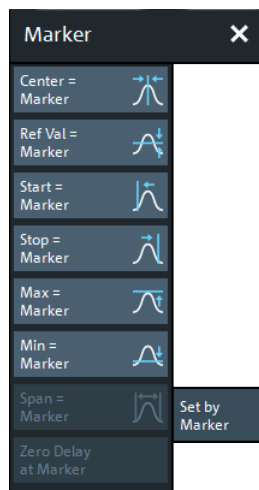 Marker
Center =
Marker
Ref Val =
Marker
Start =
Marker
Stop =
Marker
Max =
Marker
Min =
Marker
Span =
Marker
Zero Delay
at Marker
Set by
Marker